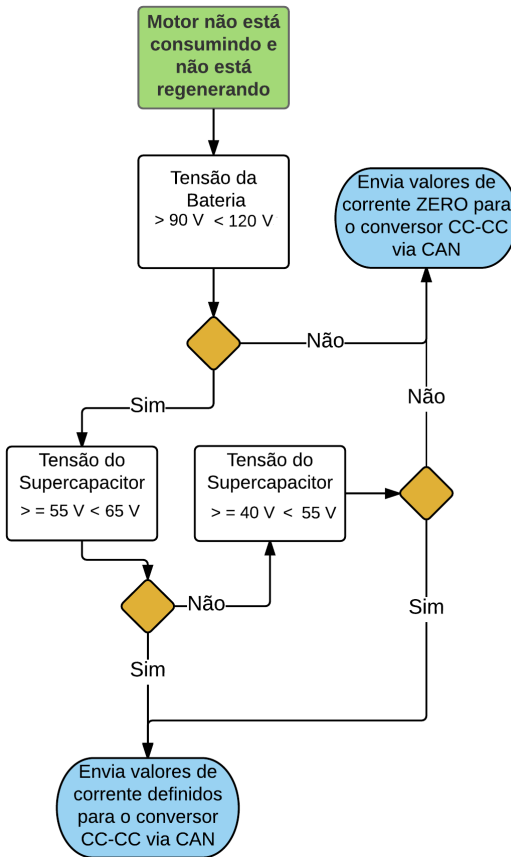 Motor não está
consumindo e
não está
regenerando
Tensão da
Bateria
> 90 V < 120 V
Envia valores de
corrente ZERO para
o conversor CC-CC
via CAN
Não
Não
Sim
Tensão do
Supercapacitor
> = 55 V < 65 V
Tensão do
Supercapacitor
> = 40 V < 55 V
Não
Sim
Sim
Envia valores de
corrente definidos
para o conversor
CC-CC via CAN